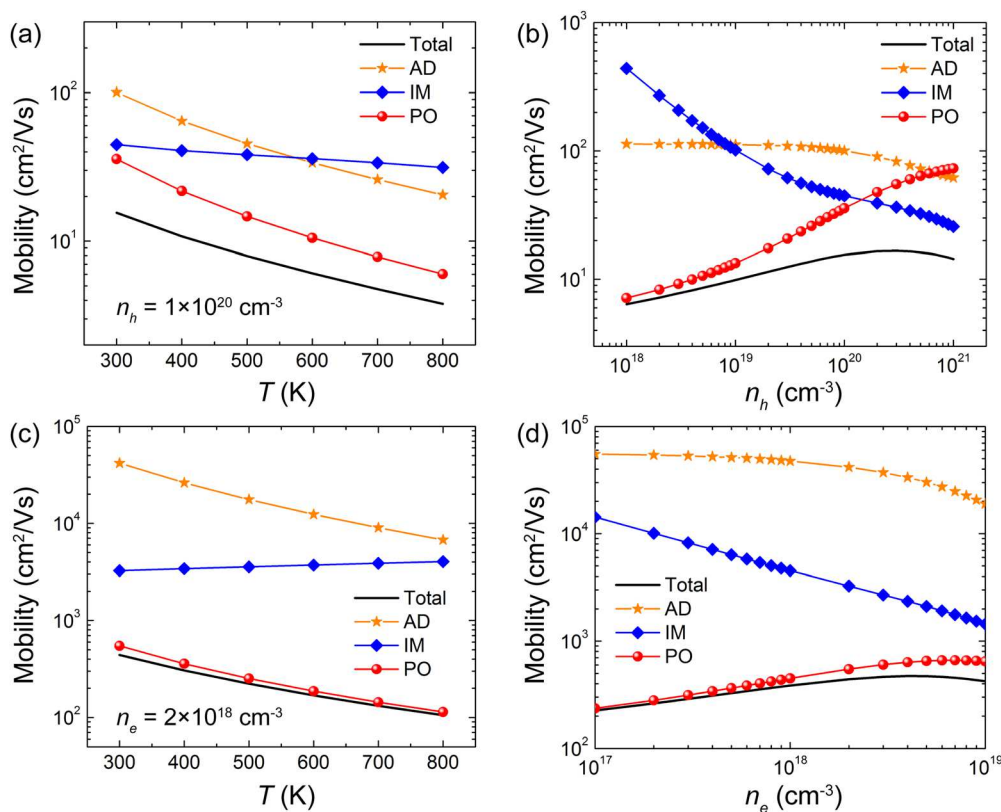 (a)
Total
AD
IM
PO
10²
10¹
Mobility (cm²/Vs)
n_h = 1×10²⁰ cm⁻³
300 400 500 600 700 800
T (K)
(b)
Total
AD
IM
PO
10³
10²
10¹
Mobility (cm²/Vs)
10¹⁸ 10¹⁹ 10²⁰ 10²¹
n_h (cm⁻³)
(c)
10⁵
10⁴
10³
10²
Mobility (cm²/Vs)
Total
AD
IM
PO
n_e = 2×10¹⁸ cm⁻³
300 400 500 600 700 800
T (K)
(d)
10⁵
10⁴
10³
10²
Mobility (cm²/Vs)
Total
AD
IM
PO
10¹⁷ 10¹⁸ 10¹⁹
n_e (cm⁻³)